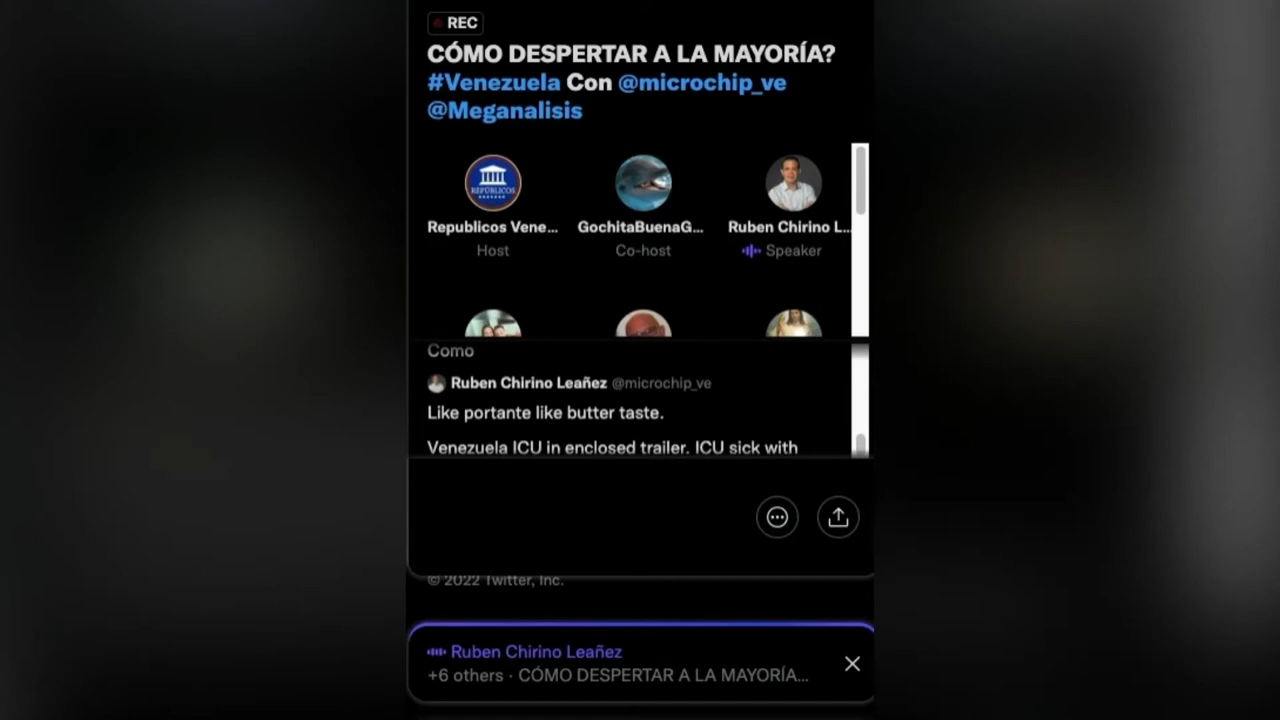 REC
CÓMO DESPERTAR A LA MAYORÍA?
#Venezuela Con @microchip_ve
@Meganalisis
REPÚBLICOS
Republicos Vene... GochitaBuenaG... Ruben Chirino L...
Host Co-host Speaker
Como
Ruben Chirino Leañez @microchip_ve
Like portante like butter taste.
Venezuela ICU in enclosed trailer. ICU sick with
© 2022 Twitter, Inc.
Ruben Chirino Leañez
+6 others · CÓMO DESPERTAR A LA MAYORÍA...